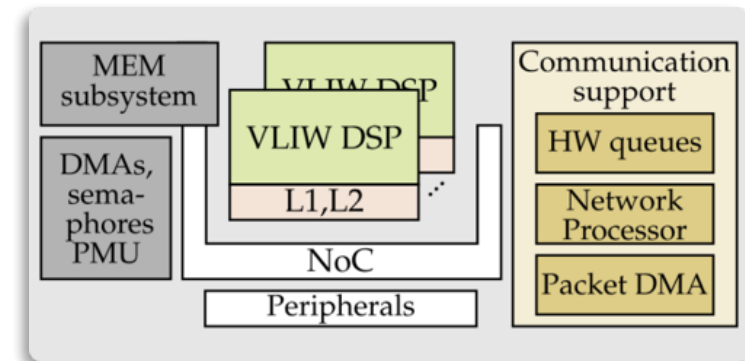 MEM
subsystem
DMAs,
sema-
phores
PMU
VLIW DSP
VLIW DSP
L1,L2
...
NoC
Peripherals
Communication
support
HW queues
Network
Processor
Packet DMA